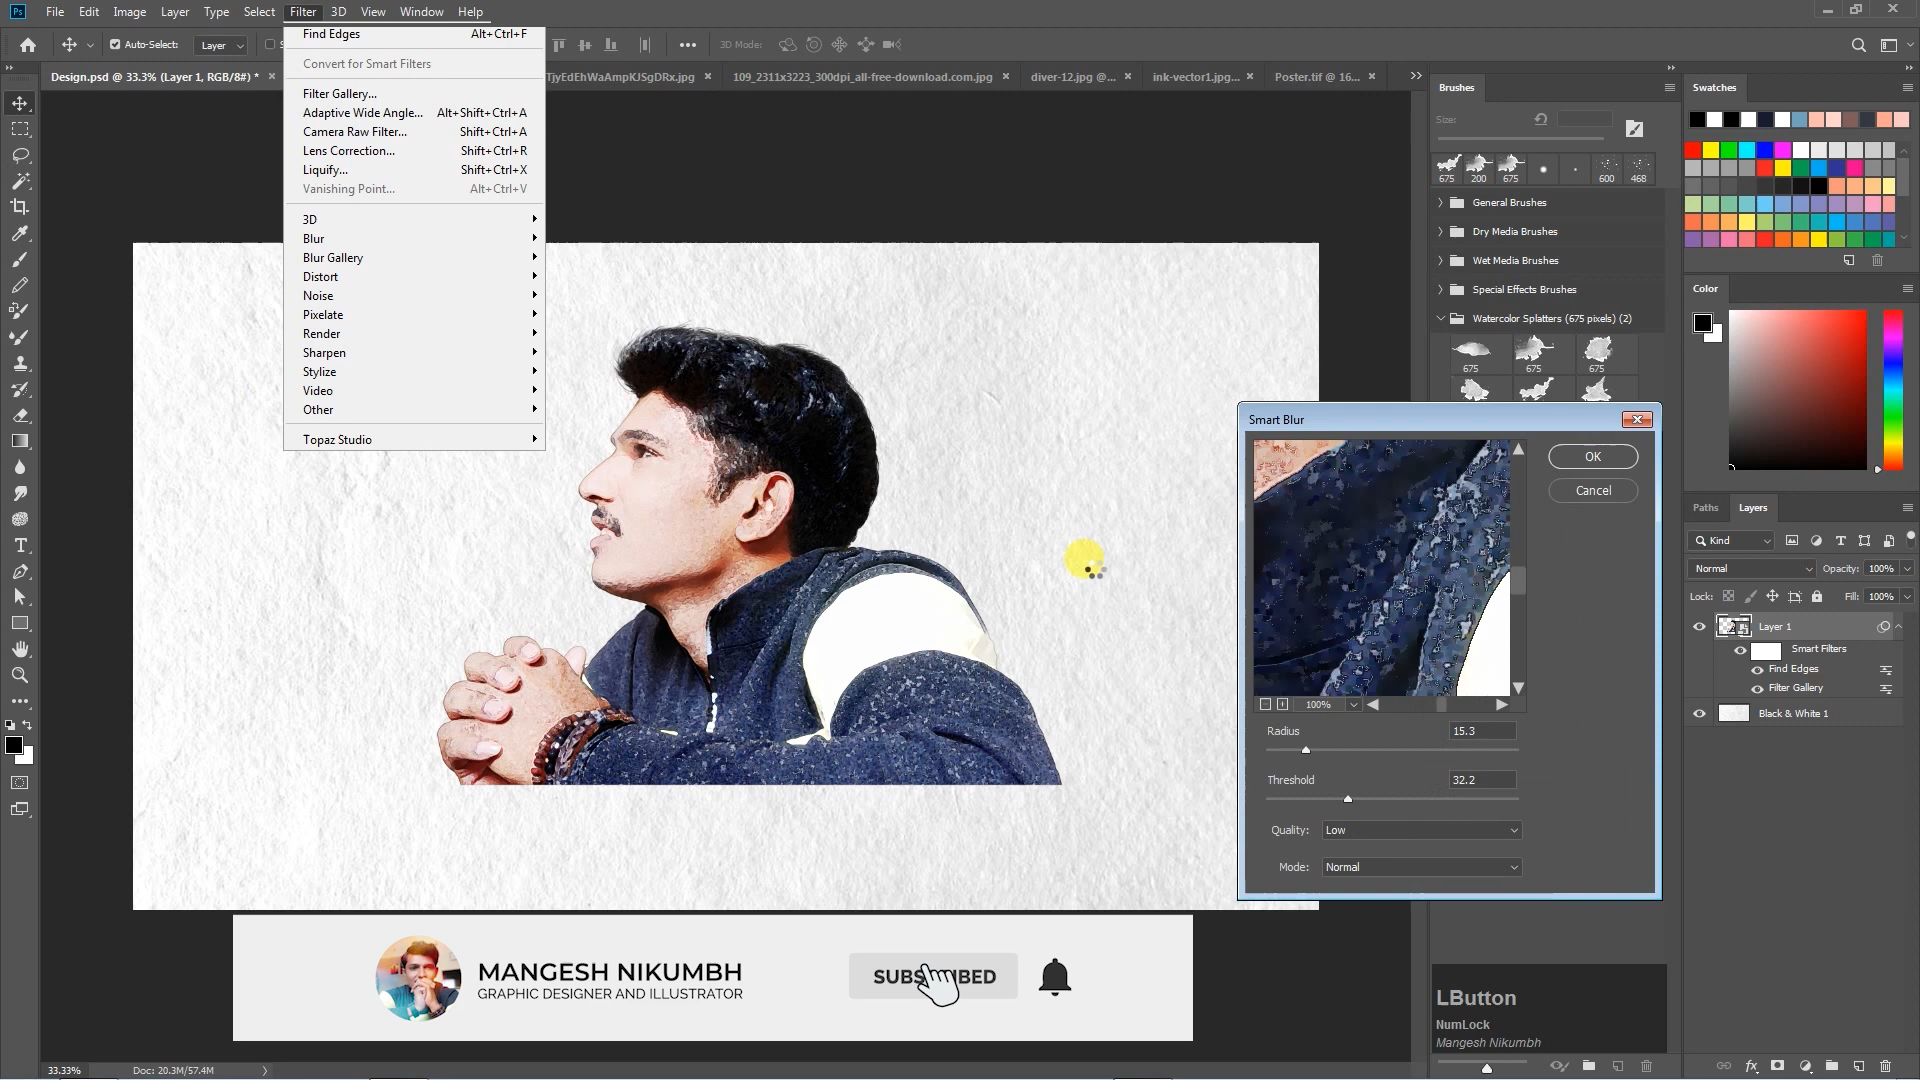 Ps File Edit Image Layer Type Select Filter 3D View Window Help
Auto-Select: Layer 3D Mode:
Design.psd @ 33.3% (Layer 1, RGB/8#) * TjyEdEhWaAmpKJSgDRx.jpg 109_2311x3223_300dpi_all-free-download.com.jpg diver-12.jpg @... ink-vector1.jpg... Poster.tif @ 16...
Find Edges Alt+Ctrl+F
Convert for Smart Filters
Filter Gallery...
Adaptive Wide Angle... Alt+Shift+Ctrl+A
Camera Raw Filter... Shift+Ctrl+A
Lens Correction... Shift+Ctrl+R
Liquify... Shift+Ctrl+X
Vanishing Point... Alt+Ctrl+V
3D
Blur
Blur Gallery
Distort
Noise
Pixelate
Render
Sharpen
Stylize
Video
Other
Topaz Studio
Brushes
Size:
675 200 675 600 468
General Brushes
Dry Media Brushes
Wet Media Brushes
Special Effects Brushes
Watercolor Splatters (675 pixels) (2)
675 675 675
Swatches
Color
Smart Blur
OK
Cancel
100%
Radius 15.3
Threshold 32.2
Quality: Low
Mode: Normal
Paths Layers
Kind
Normal Opacity: 100%
Lock: Fill: 100%
Layer 1
Smart Filters
Find Edges
Filter Gallery
Black & White 1
MANGESH NIKUMBH
GRAPHIC DESIGNER AND ILLUSTRATOR
LButton
NumLock
Mangesh Nikumbh
33.33% Doc: 20.3M/57.4M